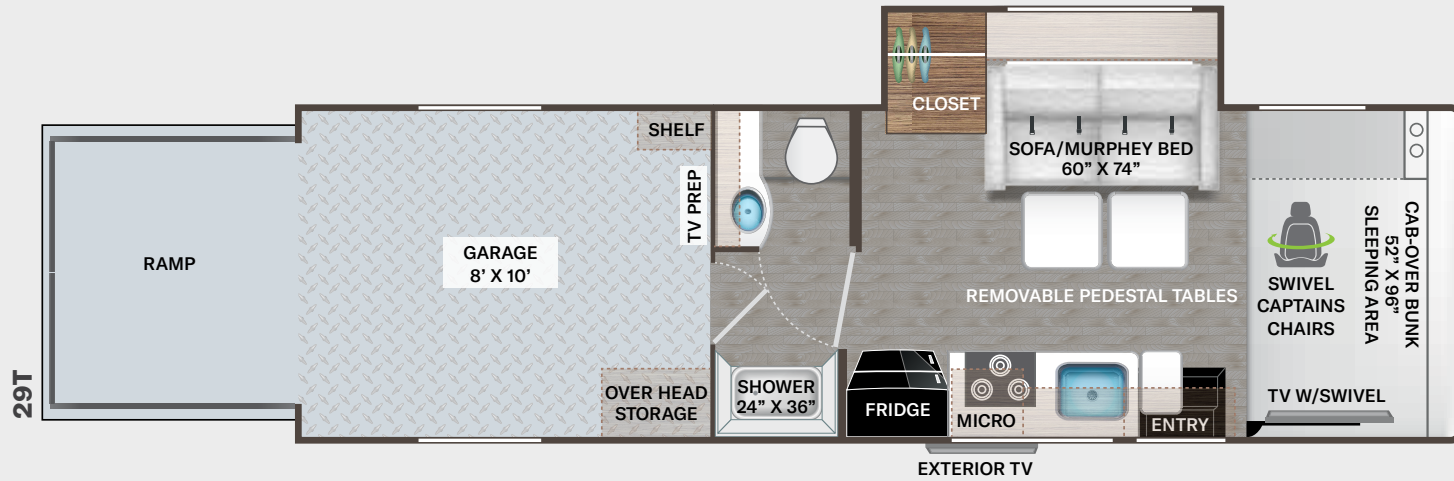 29T
RAMP
GARAGE
8’ X 10’
SHELF
TV PREP
OVER HEAD
STORAGE
SHOWER
24” X 36”
CLOSET
SOFA/MURPHEY BED
60” X 74”
REMOVABLE PEDESTAL TABLES
FRIDGE
MICRO
ENTRY
EXTERIOR TV
SWIVEL
CAPTAINS
CHAIRS
CAB-OVER BUNK
52” X 96”
SLEEPING AREA
TV W/SWIVEL